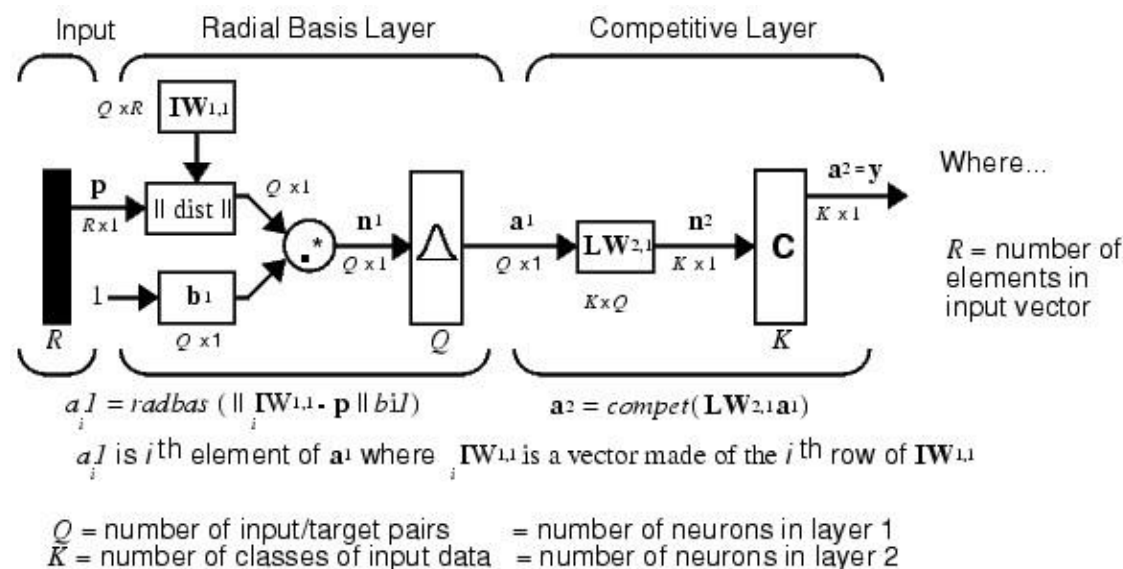 Input Radial Basis Layer Competitive Layer
Q x R IW1,1
p R x 1 || dist || Q x 1
.* n1 Q x 1 a1 Q x 1 LW2,1 K x Q n2 K x 1 C a2 = y K x 1
1 b1 Q x 1
R Q K
Where...
R = number of
elements in
input vector
ai1 = radbas ( || iIW1,1 - p || bi1)
a2 = compet( LW2,1a1)
ai1 is i th element of a1 where iIW1,1 is a vector made of the i th row of IW1,1
Q = number of input/target pairs = number of neurons in layer 1
K = number of classes of input data = number of neurons in layer 2